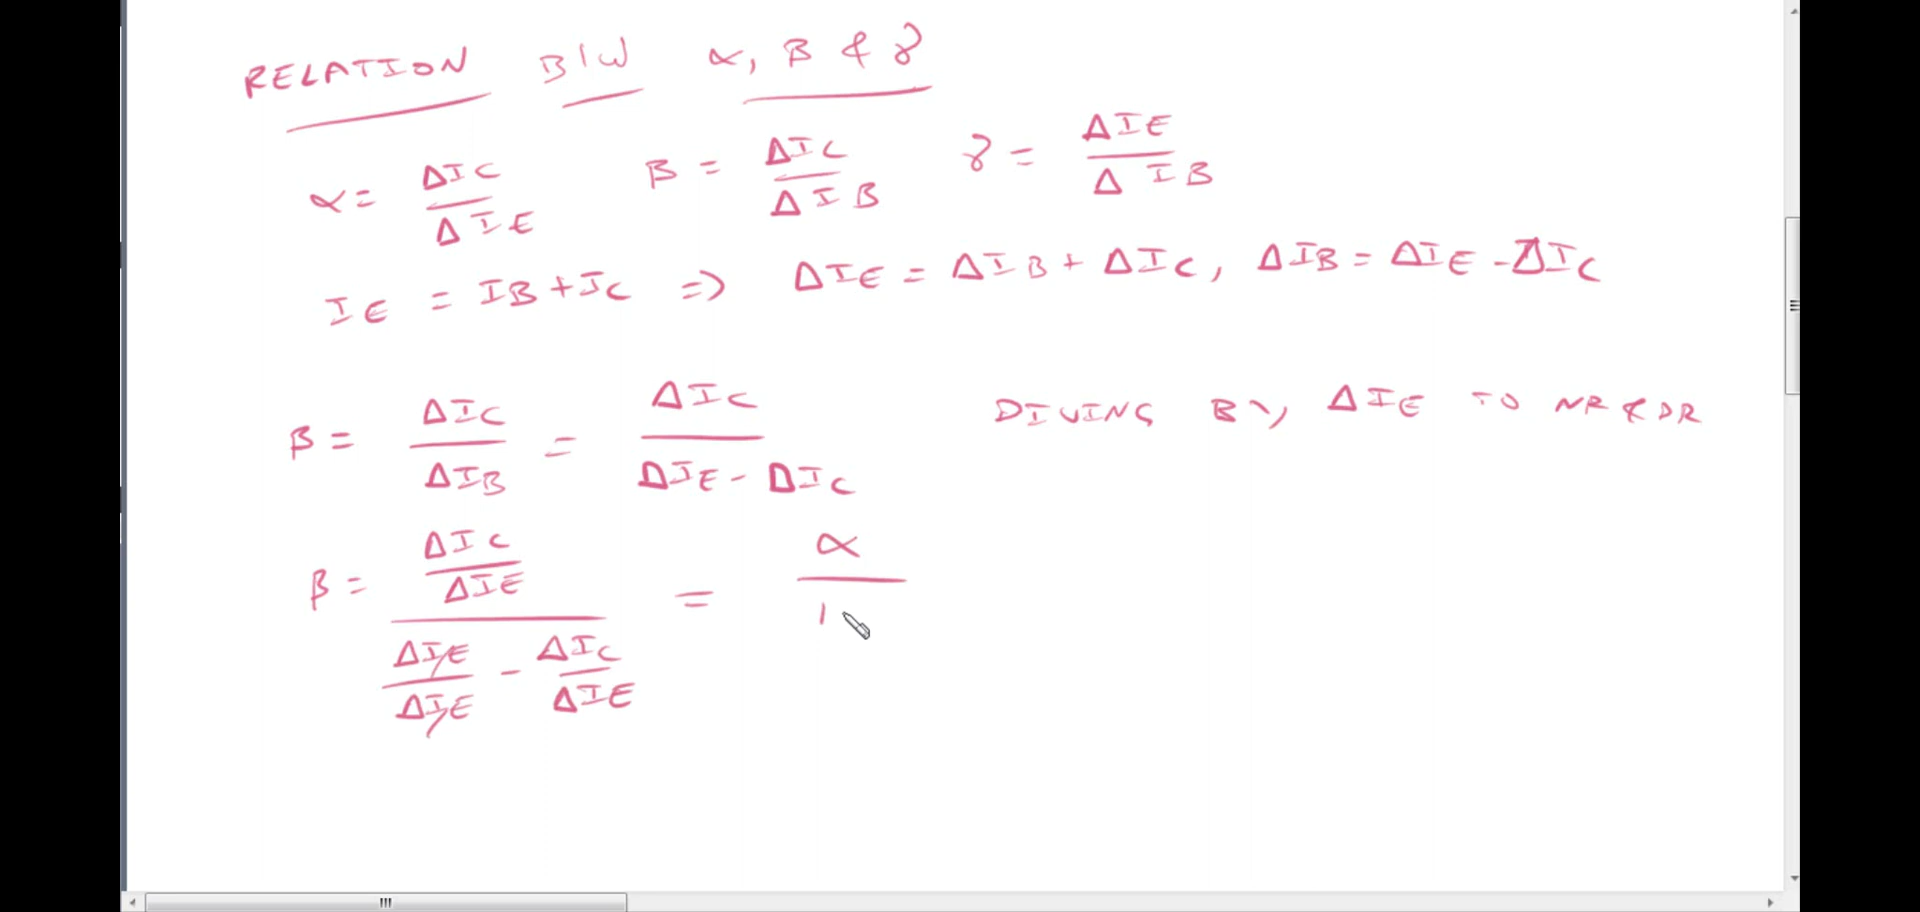 RELATION B/W α, β & γ
α = ΔIC/ΔIE β = ΔIC/ΔIB γ = ΔIE/ΔIB
IE = IB + IC => ΔIE = ΔIB + ΔIC, ΔIB = ΔIE - ΔIC
β = ΔIC/ΔIB = ΔIC/(ΔIE - ΔIC) DIVING BY ΔIE TO NR & DR
β = (ΔIC/ΔIE)/(ΔIE/ΔIE - ΔIC/ΔIE) = α/1